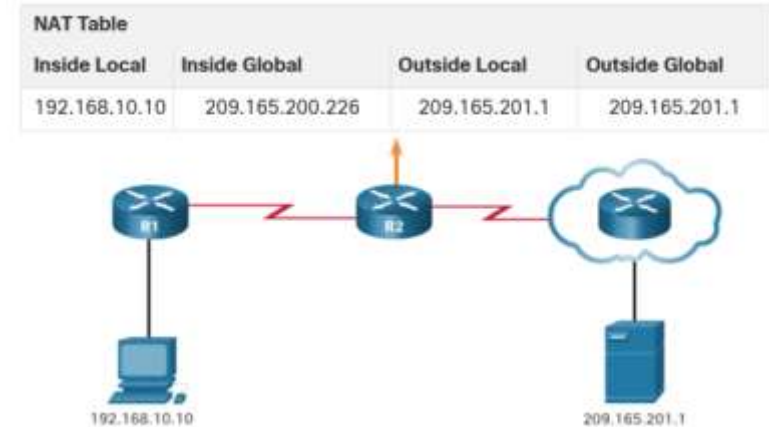 NAT Table
Inside Local Inside Global Outside Local Outside Global
192.168.10.10 209.165.200.226 209.165.201.1 209.165.201.1
R1 R2
192.168.10.10 209.165.201.1